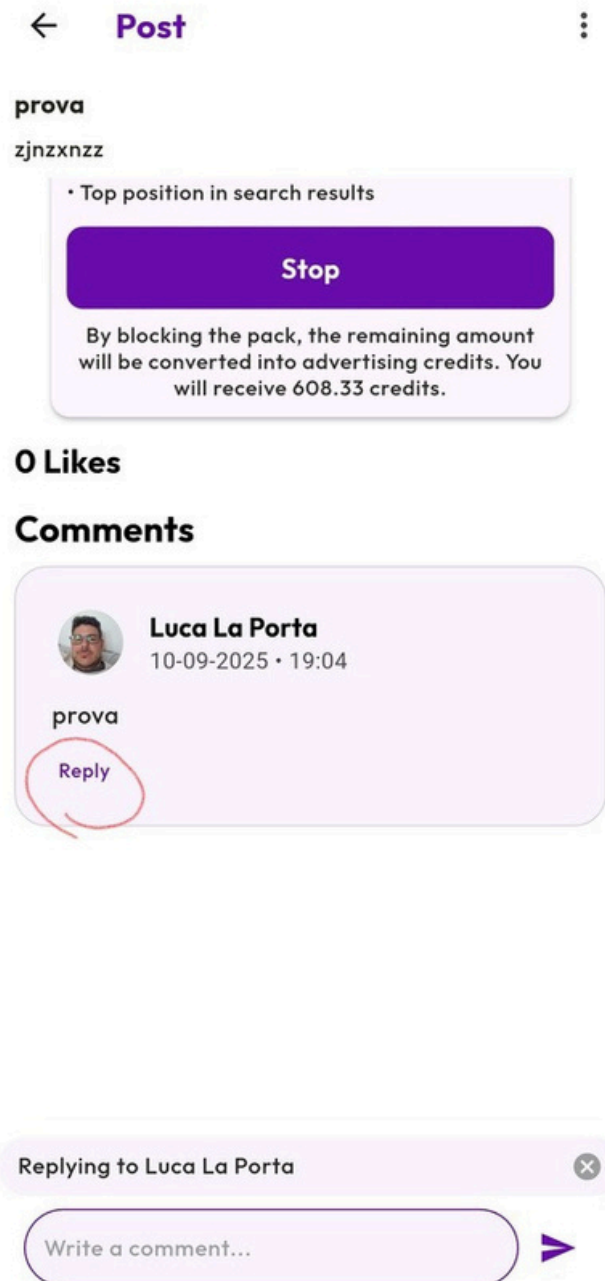 Post
prova
zjnzxnzz
• Top position in search results
Stop
By blocking the pack, the remaining amount
will be converted into advertising credits. You
will receive 608.33 credits.
0 Likes
Comments
Luca La Porta
10-09-2025 • 19:04
prova
Reply
Replying to Luca La Porta
Write a comment...